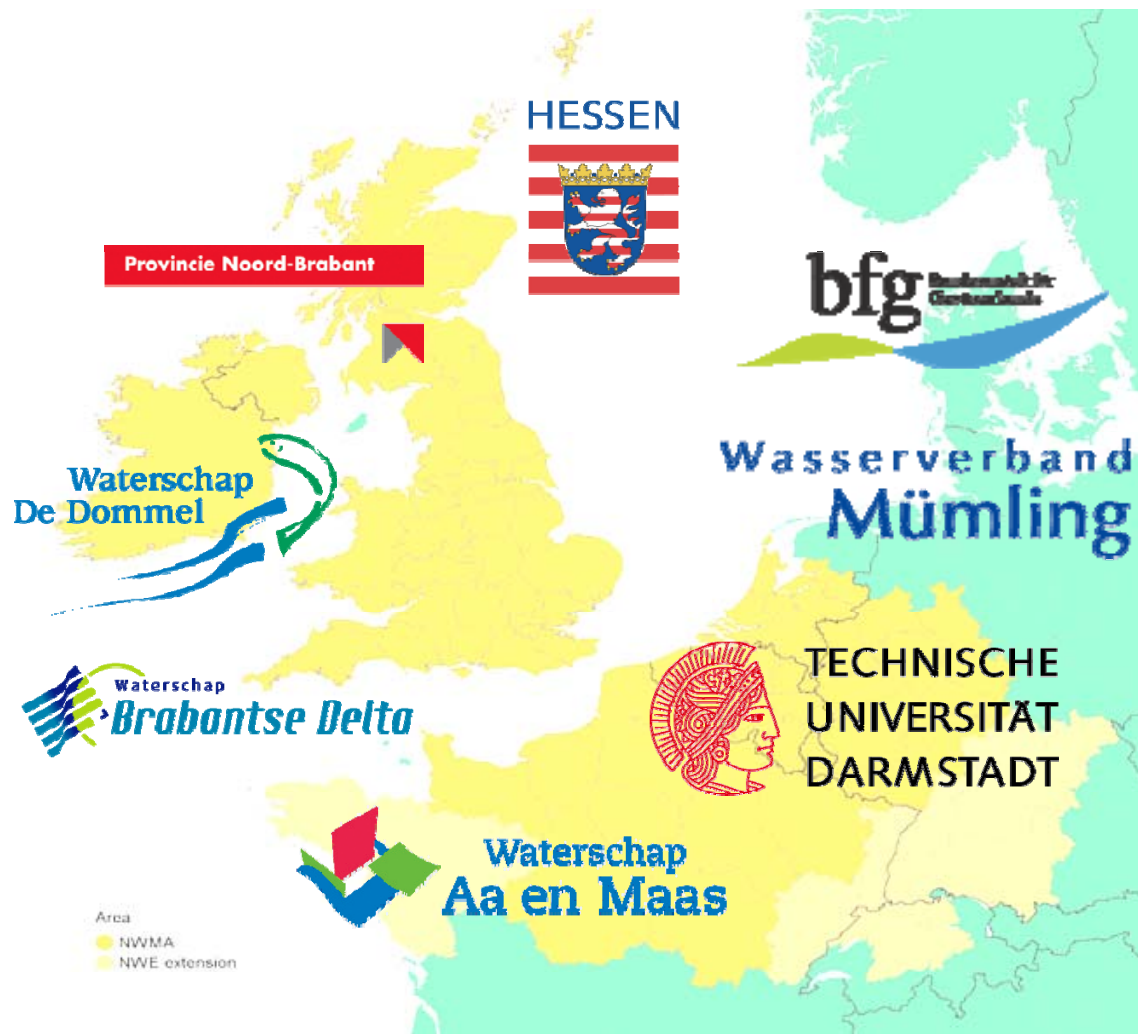 HESSEN
Provincie Noord-Brabant
bfg
Wasserverband
Mümling
Waterschap
De Dommel
TECHNISCHE
UNIVERSITÄT
DARMSTADT
Waterschap
Brabantse Delta
Waterschap
Aa en Maas
Area
NWMA
NWE extension